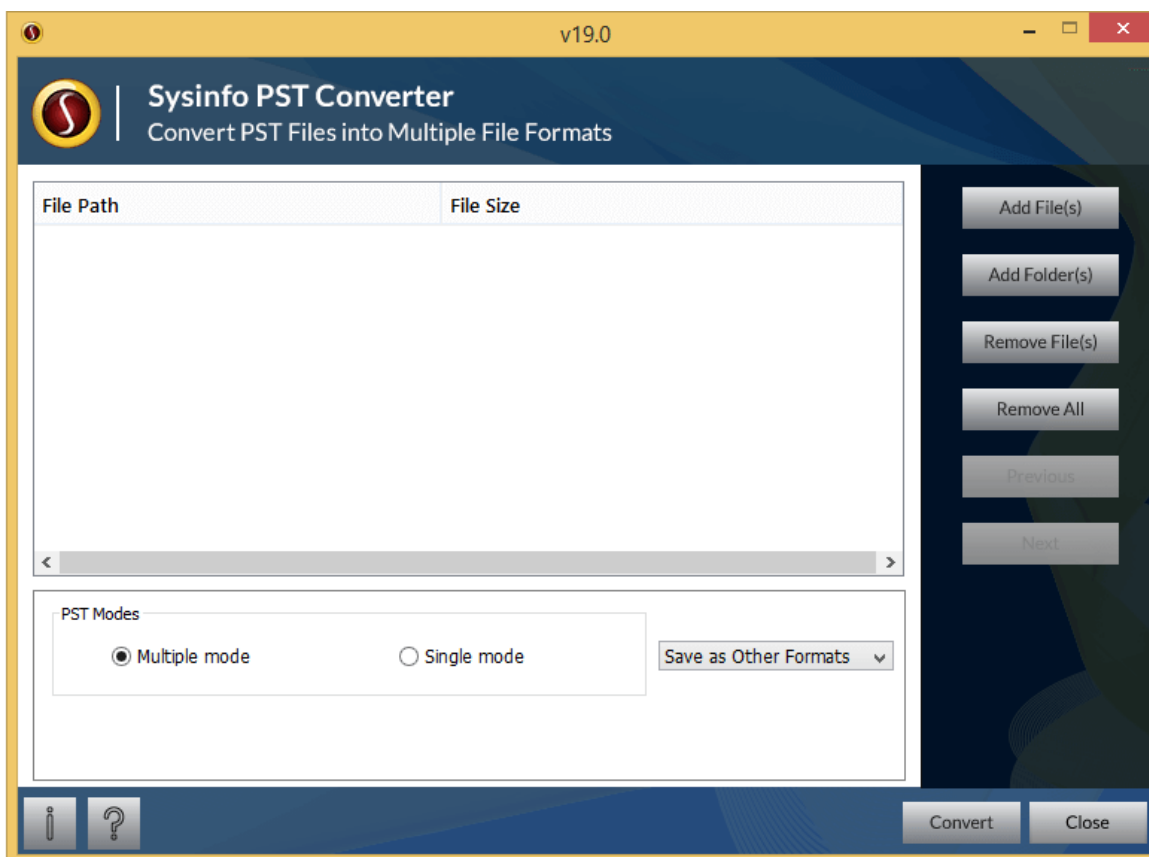 v19.0
Sysinfo PST Converter
Convert PST Files into Multiple File Formats
File Path File Size
Add File(s)
Add Folder(s)
Remove File(s)
Remove All
Previous
Next
PST Modes
Multiple mode Single mode Save as Other Formats
Convert Close